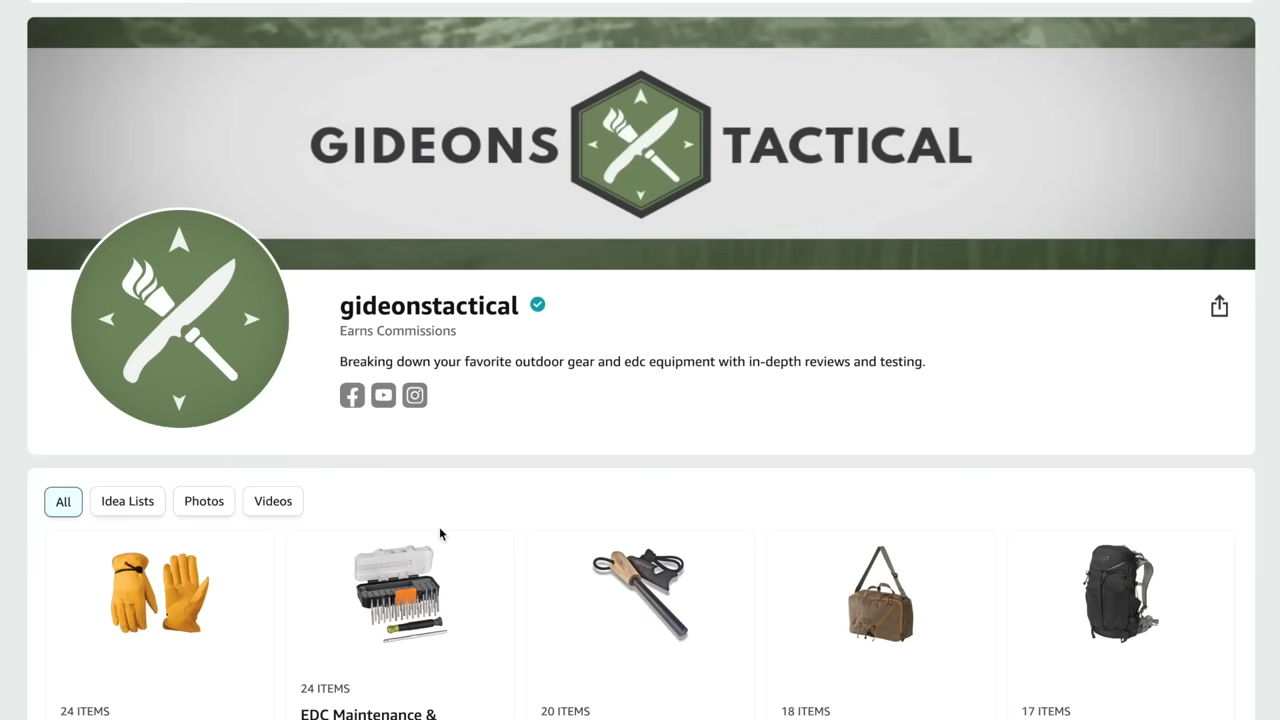 GIDEONS TACTICAL
gideonstactical
Earns Commissions
Breaking down your favorite outdoor gear and edc equipment with in-depth reviews and testing.
All
Idea Lists
Photos
Videos
24 ITEMS
24 ITEMS
EDC Maintenance &
20 ITEMS
18 ITEMS
17 ITEMS